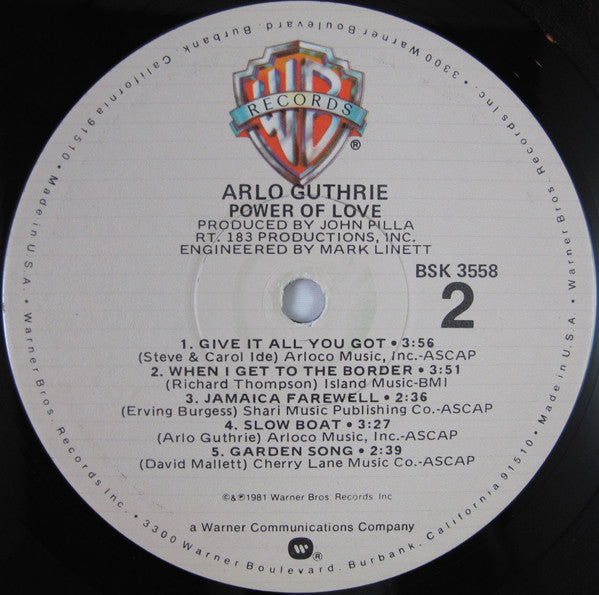 WB
RECORDS
®
ARLO GUTHRIE
POWER OF LOVE
PRODUCED BY JOHN PILLA
RT. 183 PRODUCTIONS, INC.
ENGINEERED BY MARK LINETT
BSK 3558
2
1. GIVE IT ALL YOU GOT • 3:56
(Steve & Carol Ide) Arloco Music, Inc.-ASCAP
2. WHEN I GET TO THE BORDER • 3:51
(Richard Thompson) Island Music-BMI
3. JAMAICA FAREWELL • 2:36
(Erving Burgess) Shari Music Publishing Co.-ASCAP
4. SLOW BOAT • 3:27
(Arlo Guthrie) Arloco Music, Inc.-ASCAP
5. GARDEN SONG • 2:39
(David Mallett) Cherry Lane Music Co.-ASCAP
©&℗1981 Warner Bros. Records Inc
a Warner Communications Company
®
Warner Bros. Records Inc. • 3300 Warner Boulevard, Burbank, California 91510 • Made in U.S.A. • Warner Bros. Records Inc. • 3300 Warner Boulevard, Burbank, California 91510 • Made in U.S.A •